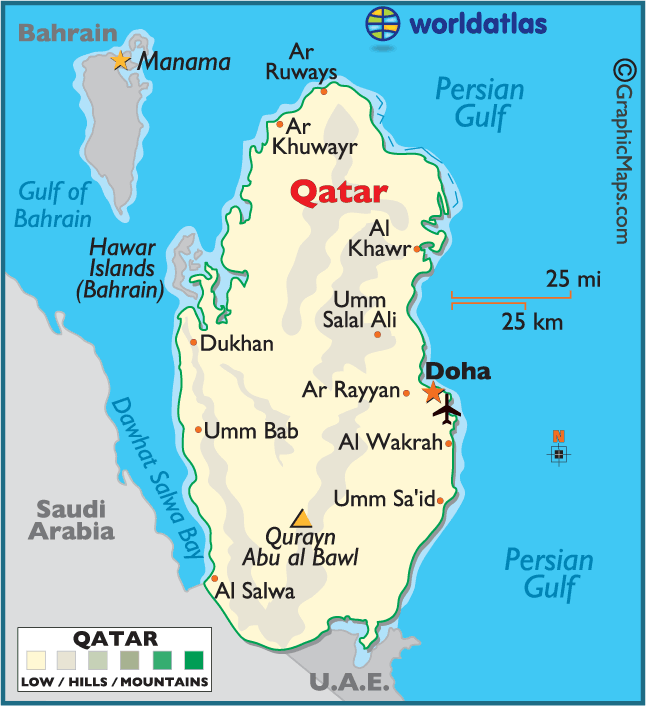 worldatlas
© GraphicMaps.com
Bahrain
Manama
Ar
Ruways
Persian
Gulf
Ar
Khuwayr
Qatar
Gulf of
Bahrain
Hawar
Islands
(Bahrain)
Al
Khawr
25 mi
25 km
Umm
Salal Ali
Dukhan
Doha
Ar Rayyan
Umm Bab
Al Wakrah
N
Dawhat Salwa Bay
Umm Sa'id
Saudi
Arabia
Qurayn
Abu al Bawl
Persian
Gulf
Al Salwa
QATAR
LOW / HILLS / MOUNTAINS
U.A.E.